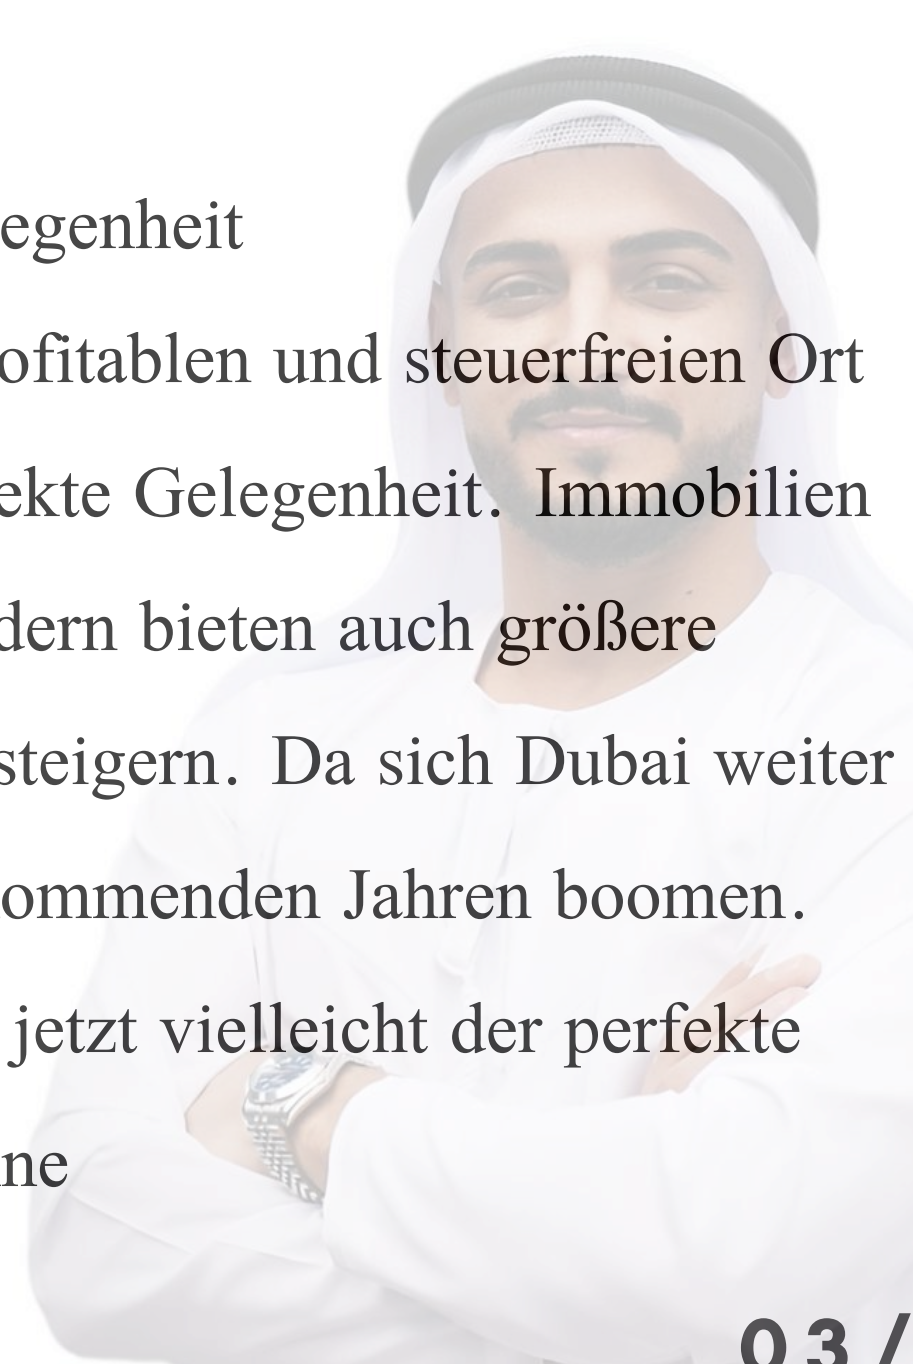 egenheit
ofitablen und steuerfreien Ort
ekte Gelegenheit. Immobilien
dern bieten auch größere
steigern. Da sich Dubai weiter
ommenden Jahren boomen.
jetzt vielleicht der perfekte
ne
03/